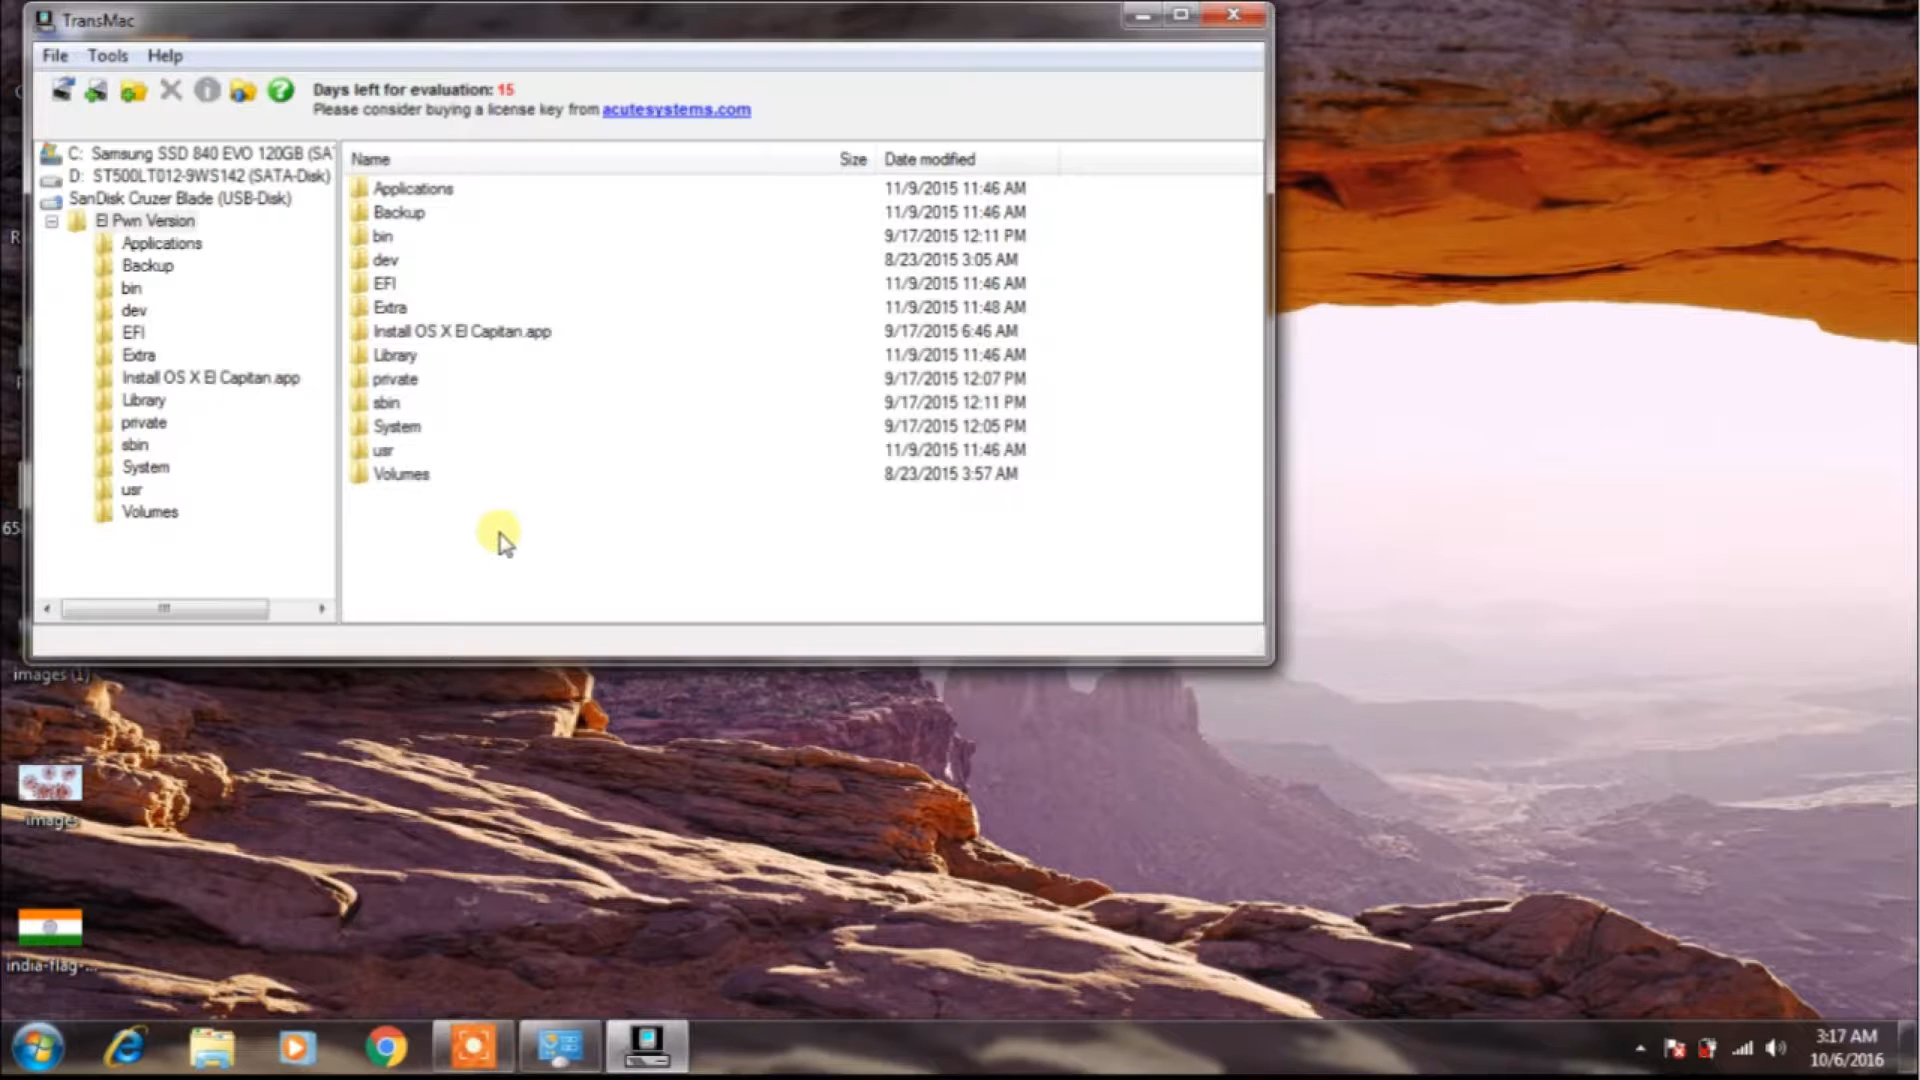 TransMac
File Tools Help
Days left for evaluation: 15
Please consider buying a license key from acutesystems.com
C: Samsung SSD 840 EVO 120GB (SA
D: ST500LT012-9WS142 (SATA-Disk)
SanDisk Cruzer Blade (USB-Disk)
El Pwn Version
Applications
Backup
bin
dev
EFI
Extra
Install OS X El Capitan.app
Library
private
sbin
System
usr
Volumes
Name Size Date modified
Applications 11/9/2015 11:46 AM
Backup 11/9/2015 11:46 AM
bin 9/17/2015 12:11 PM
dev 8/23/2015 3:05 AM
EFI 11/9/2015 11:46 AM
Extra 11/9/2015 11:48 AM
Install OS X El Capitan.app 9/17/2015 6:46 AM
Library 11/9/2015 11:46 AM
private 9/17/2015 12:07 PM
sbin 9/17/2015 12:11 PM
System 9/17/2015 12:05 PM
usr 11/9/2015 11:46 AM
Volumes 8/23/2015 3:57 AM
R
65
images (1)
images
india-flag-...
3:17 AM
10/6/2016